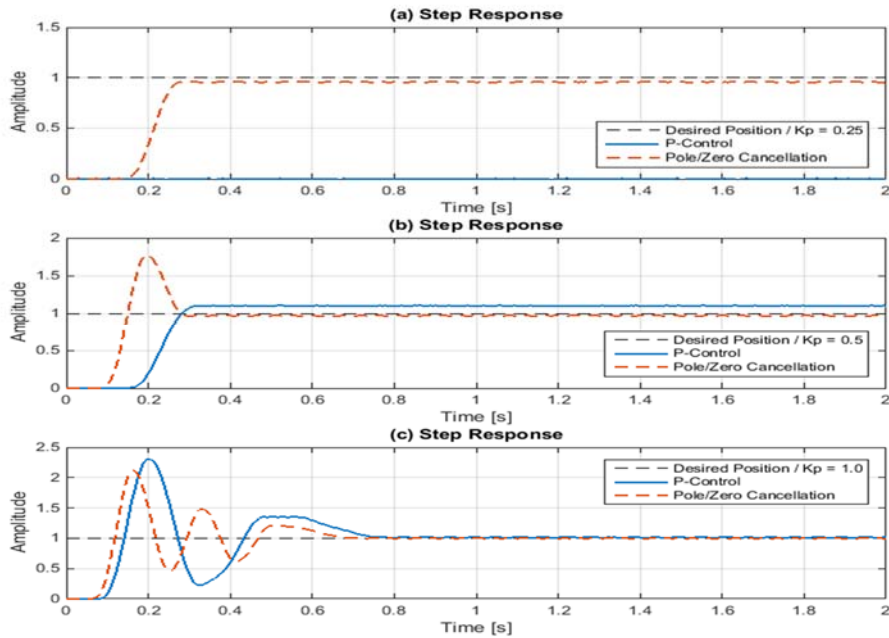 (a) Step Response
1.5
1
0.5
0
Amplitude
Desired Position / Kp = 0.25
P-Control
Pole/Zero Cancellation
0 0.2 0.4 0.6 0.8 1 1.2 1.4 1.6 1.8 2
Time [s]
(b) Step Response
2
1.5
1
0.5
0
Amplitude
Desired Position / Kp = 0.5
P-Control
Pole/Zero Cancellation
0 0.2 0.4 0.6 0.8 1 1.2 1.4 1.6 1.8 2
Time [s]
(c) Step Response
2.5
2
1.5
1
0.5
0
Amplitude
Desired Position / Kp = 1.0
P-Control
Pole/Zero Cancellation
0 0.2 0.4 0.6 0.8 1 1.2 1.4 1.6 1.8 2
Time [s]